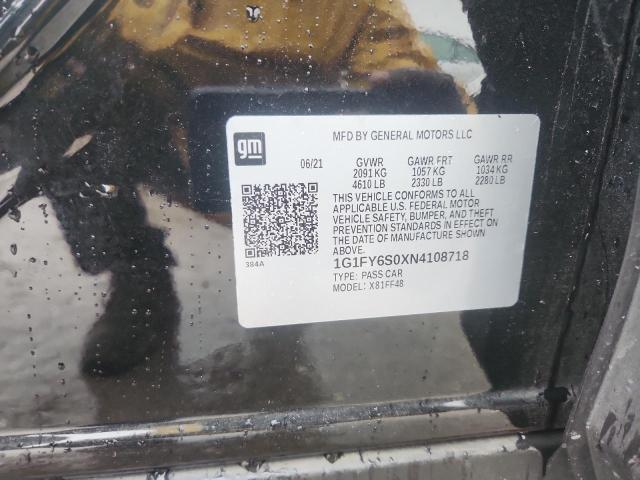 gm
MFD BY GENERAL MOTORS LLC
06/21 GVWR GAWR FRT GAWR RR
2091 KG 1057 KG 1034 KG
4610 LB 2330 LB 2280 LB
THIS VEHICLE CONFORMS TO ALL
APPLICABLE U.S. FEDERAL MOTOR
VEHICLE SAFETY, BUMPER, AND THEFT
PREVENTION STANDARDS IN EFFECT ON
THE DATE OF MANUFACTURE SHOWN
ABOVE.
384A
1G1FY6S0XN4108718
TYPE: PASS CAR
MODEL: X81FF48